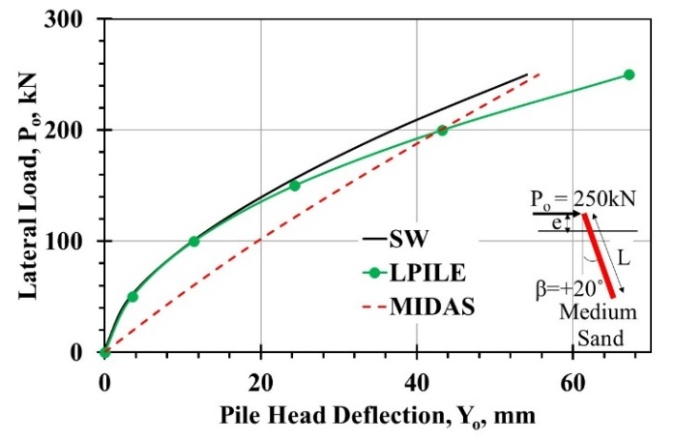 300
200
100
0
Lateral Load, Pₒ, kN
SW
LPILE
MIDAS
Pₒ = 250kN
e
L
β=+20°
Medium
Sand
0 20 40 60
Pile Head Deflection, Yₒ, mm